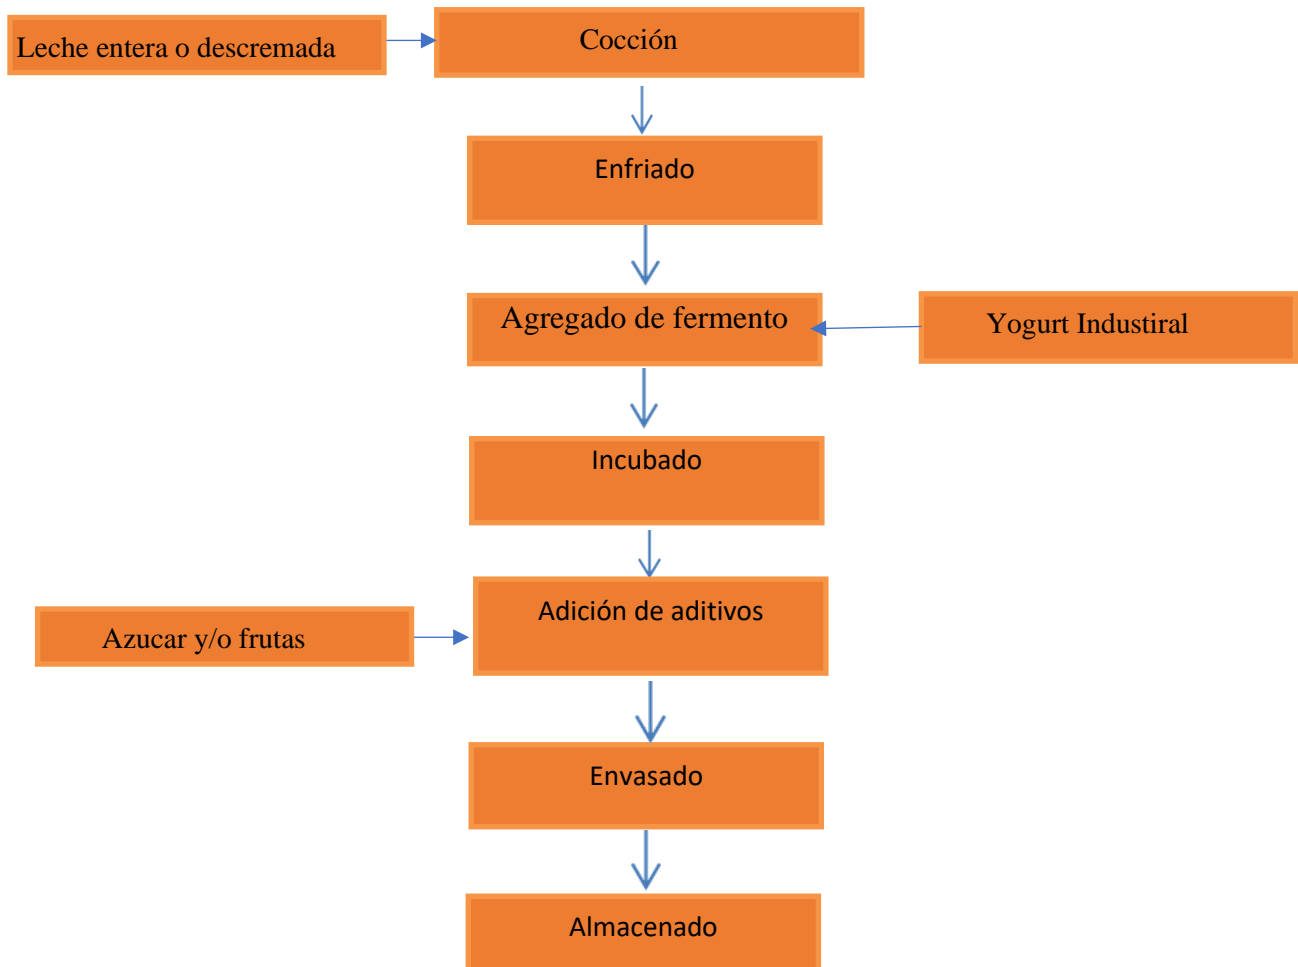 Leche entera o descremada
Cocción
Enfriado
Agregado de fermento
Yogurt Industiral
Incubado
Adición de aditivos
Azucar y/o frutas
Envasado
Almacenado